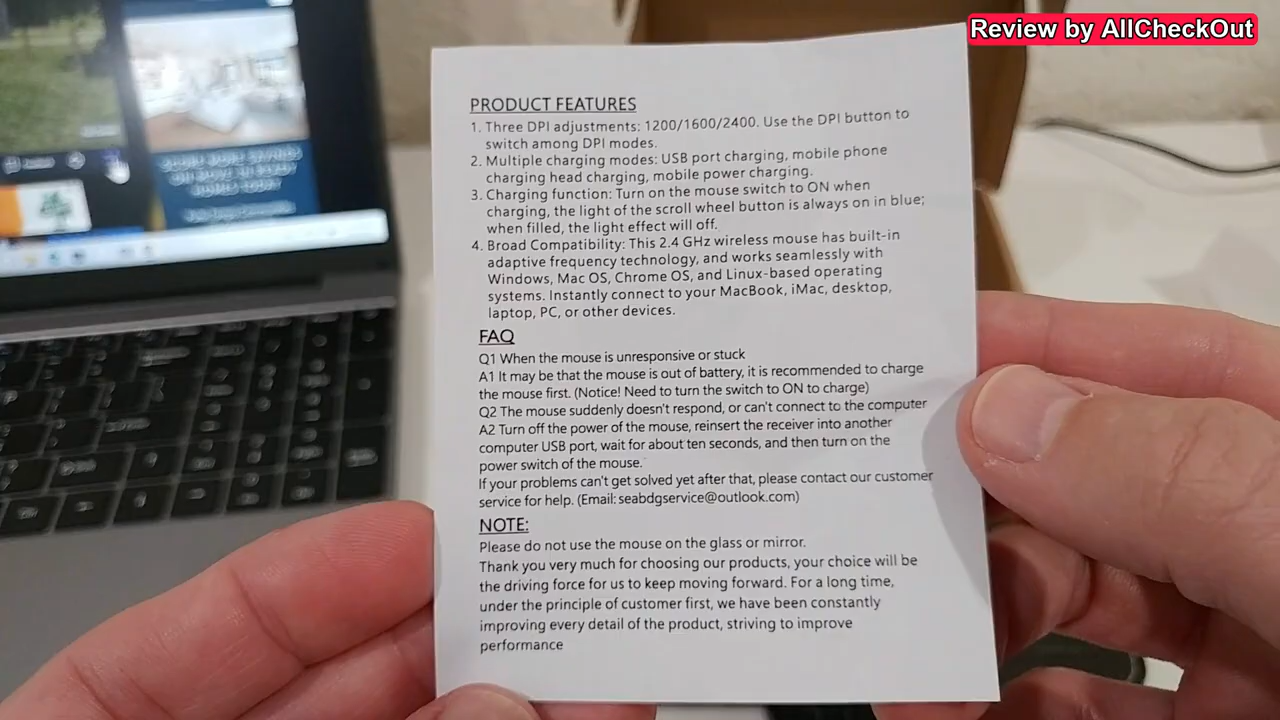 Review by AllCheckOut
PRODUCT FEATURES
1. Three DPI adjustments: 1200/1600/2400. Use the DPI button to
switch among DPI modes.
2. Multiple charging modes: USB port charging, mobile phone
charging head charging, mobile power charging.
3. Charging function: Turn on the mouse switch to ON when
charging, the light of the scroll wheel button is always on in blue;
when filled, the light effect will off.
4. Broad Compatibility: This 2.4 GHz wireless mouse has built-in
adaptive frequency technology, and works seamlessly with
Windows, Mac OS, Chrome OS, and Linux-based operating
systems. Instantly connect to your MacBook, iMac, desktop,
laptop, PC, or other devices.
FAQ
Q1 When the mouse is unresponsive or stuck
A1 It may be that the mouse is out of battery, it is recommended to charge
the mouse first. (Notice! Need to turn the switch to ON to charge)
Q2 The mouse suddenly doesn't respond, or can't connect to the computer
A2 Turn off the power of the mouse, reinsert the receiver into another
computer USB port, wait for about ten seconds, and then turn on the
power switch of the mouse.
If your problems can't get solved yet after that, please contact our customer
service for help. (Email: seabdgservice@outlook.com)
NOTE:
Please do not use the mouse on the glass or mirror.
Thank you very much for choosing our products, your choice will be
the driving force for us to keep moving forward. For a long time,
under the principle of customer first, we have been constantly
improving every detail of the product, striving to improve
performance